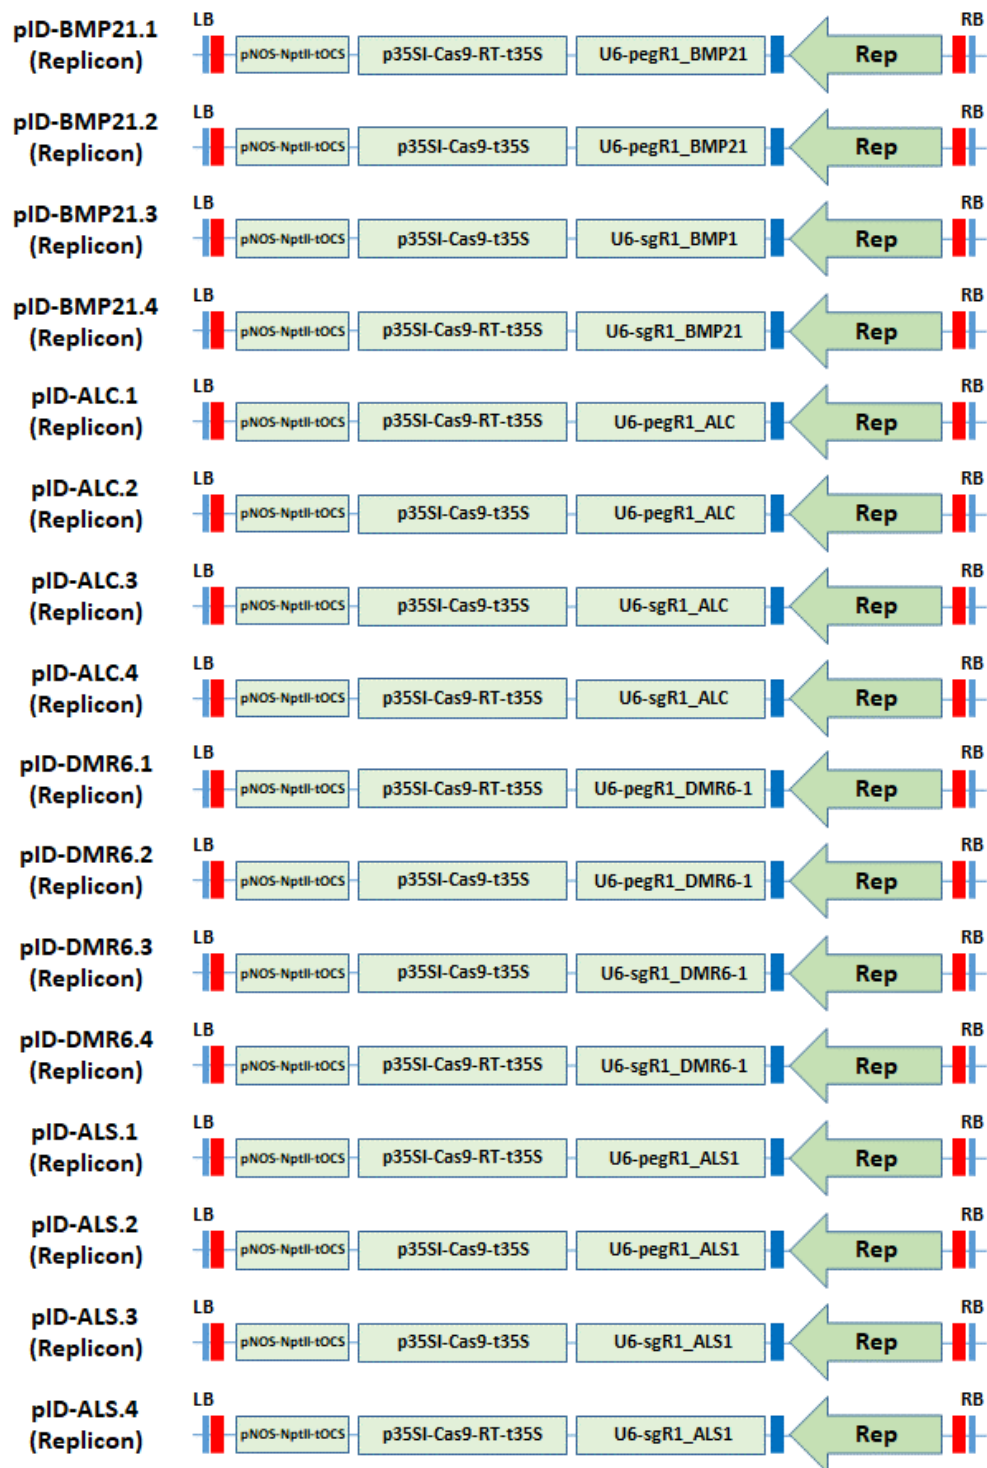 LB RB
pID-BMP21.1
(Replicon)
pNOS-NptII-tOCS p35SI-Cas9-RT-t35S U6-pegR1_BMP21 Rep
LB RB
pID-BMP21.2
(Replicon)
pNOS-NptII-tOCS p35SI-Cas9-t35S U6-pegR1_BMP21 Rep
LB RB
pID-BMP21.3
(Replicon)
pNOS-NptII-tOCS p35SI-Cas9-t35S U6-sgR1_BMP1 Rep
LB RB
pID-BMP21.4
(Replicon)
pNOS-NptII-tOCS p35SI-Cas9-RT-t35S U6-sgR1_BMP21 Rep
LB RB
pID-ALC.1
(Replicon)
pNOS-NptII-tOCS p35SI-Cas9-RT-t35S U6-pegR1_ALC Rep
LB RB
pID-ALC.2
(Replicon)
pNOS-NptII-tOCS p35SI-Cas9-t35S U6-pegR1_ALC Rep
LB RB
pID-ALC.3
(Replicon)
pNOS-NptII-tOCS p35SI-Cas9-t35S U6-sgR1_ALC Rep
LB RB
pID-ALC.4
(Replicon)
pNOS-NptII-tOCS p35SI-Cas9-RT-t35S U6-sgR1_ALC Rep
LB RB
pID-DMR6.1
(Replicon)
pNOS-NptII-tOCS p35SI-Cas9-RT-t35S U6-pegR1_DMR6-1 Rep
LB RB
pID-DMR6.2
(Replicon)
pNOS-NptII-tOCS p35SI-Cas9-t35S U6-pegR1_DMR6-1 Rep
LB RB
pID-DMR6.3
(Replicon)
pNOS-NptII-tOCS p35SI-Cas9-t35S U6-sgR1_DMR6-1 Rep
LB RB
pID-DMR6.4
(Replicon)
pNOS-NptII-tOCS p35SI-Cas9-RT-t35S U6-sgR1_DMR6-1 Rep
LB RB
pID-ALS.1
(Replicon)
pNOS-NptII-tOCS p35SI-Cas9-RT-t35S U6-pegR1_ALS1 Rep
LB RB
pID-ALS.2
(Replicon)
pNOS-NptII-tOCS p35SI-Cas9-t35S U6-pegR1_ALS1 Rep
LB RB
pID-ALS.3
(Replicon)
pNOS-NptII-tOCS p35SI-Cas9-t35S U6-sgR1_ALS1 Rep
LB RB
pID-ALS.4
(Replicon)
pNOS-NptII-tOCS p35SI-Cas9-RT-t35S U6-sgR1_ALS1 Rep